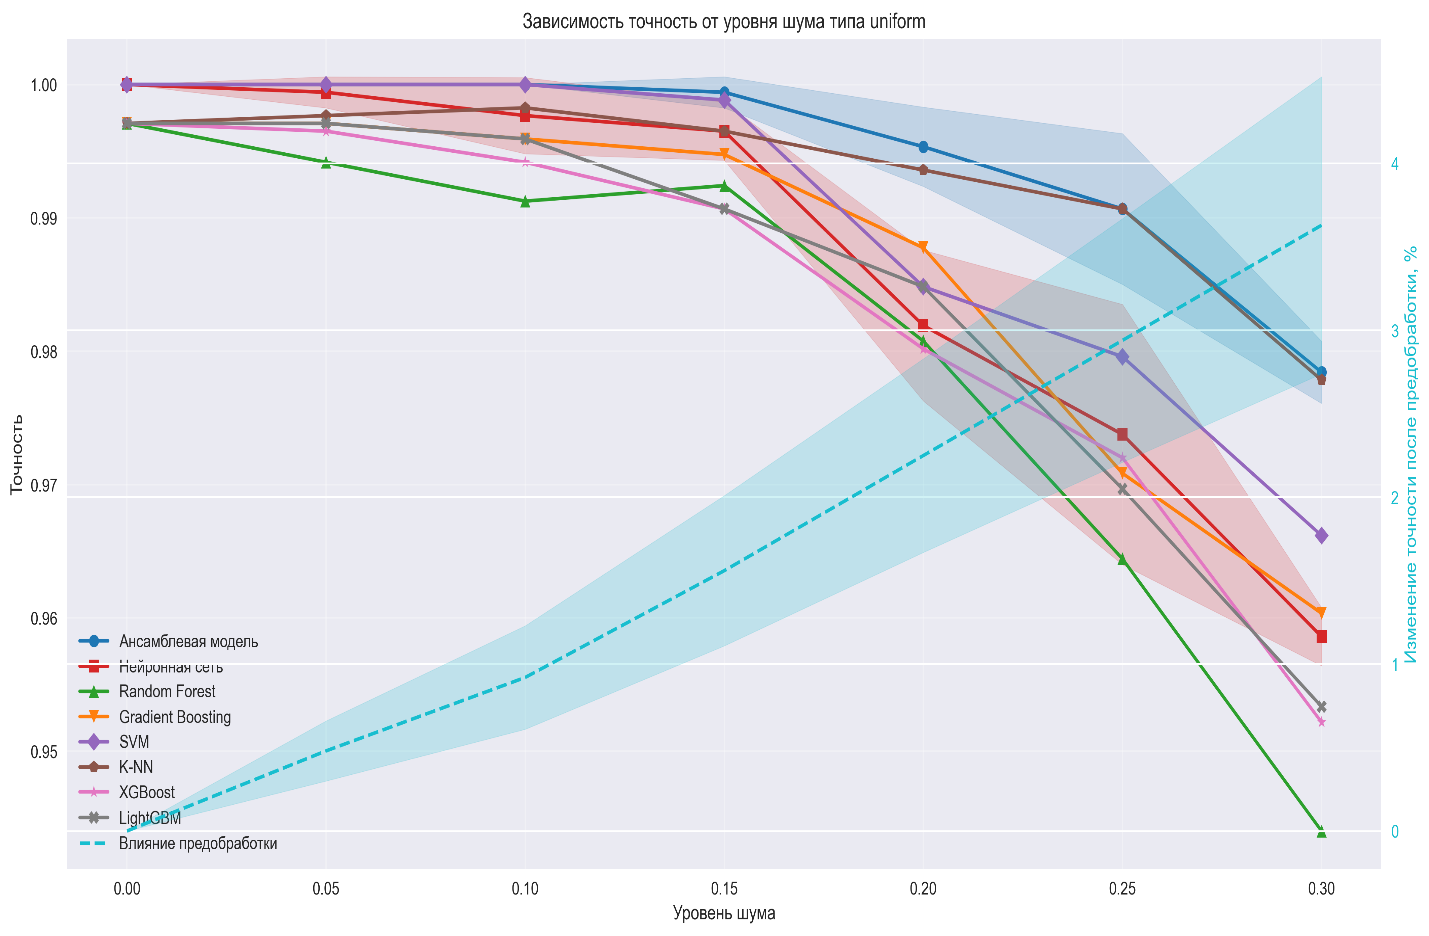 Зависимость точность от уровня шума типа uniform
Точность
1.00
0.99
0.98
0.97
0.96
0.95
4
3
2
1
0
Изменение точности после предобработки, %
Ансамблевая модель
Нейронная сеть
Random Forest
Gradient Boosting
SVM
K-NN
XGBoost
LightGBM
Влияние предобработки
0.00 0.05 0.10 0.15 0.20 0.25 0.30
Уровень шума